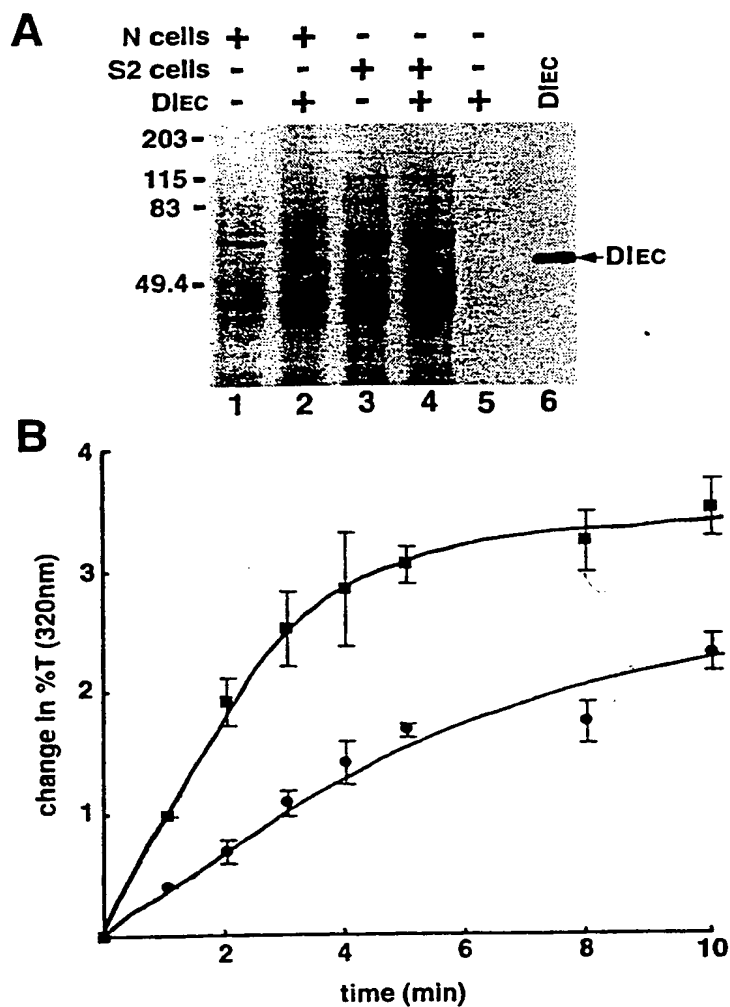 A
N cells + + - - -
S2 cells - - + + - DIEC
DIEC - + - + +
203-
115-
83 -
DIEC
49.4-
1 2 3 4 5 6
B
4
3
2
1
change in %T (320nm)
2 4 6 8 10
time (min)